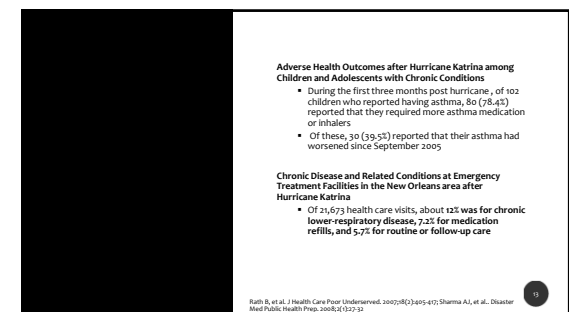 Adverse Health Outcomes after Hurricane Katrina among
Children and Adolescents with Chronic Conditions
▪ During the first three months post hurricane , of 102
children who reported having asthma, 80 (78.4%)
reported that they required more asthma medication
or inhalers
▪ Of these, 30 (39.5%) reported that their asthma had
worsened since September 2005
Chronic Disease and Related Conditions at Emergency
Treatment Facilities in the New Orleans area after
Hurricane Katrina
▪ Of 21,673 health care visits, about 12% was for chronic
lower-respiratory disease, 7.2% for medication
refills, and 5.7% for routine or follow-up care
13
Rath B, et al. J Health Care Poor Underserved. 2007;18(2):405-417; Sharma AJ, et al.. Disaster
Med Public Health Prep. 2008;2(1):27-32